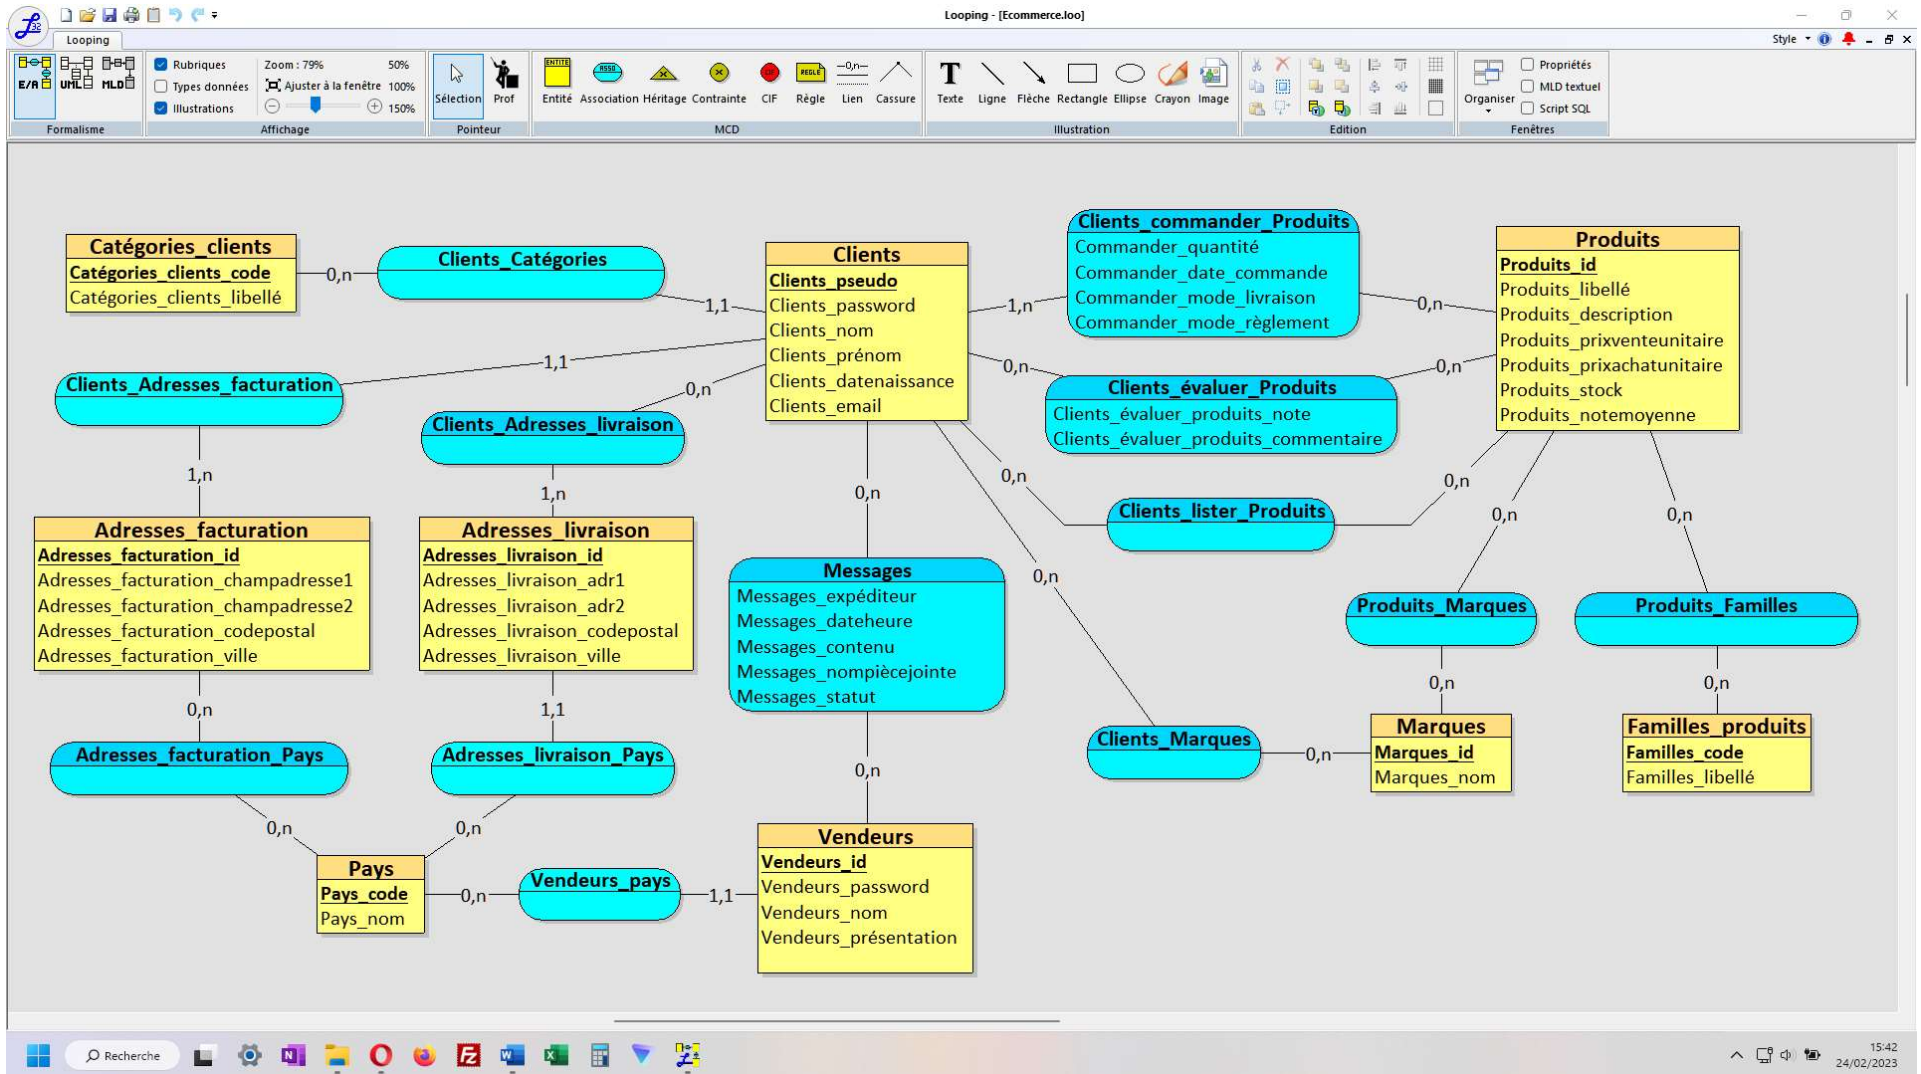 Looping - [Ecommerce.loo]
Looping
Style
E/A
UML
MLD
Formalisme
Rubriques
Types données
Illustrations
Zoom : 79%
50%
Ajuster à la fenêtre
100%
150%
Affichage
Sélection
Prof
Pointeur
ENTITE
ASSO
CIF
REGLE
0,n
Entité
Association
Héritage
Contrainte
CIF
Règle
Lien
Cassure
MCD
Texte
Ligne
Flèche
Rectangle
Ellipse
Crayon
Image
Illustration
Edition
Organiser
Propriétés
MLD textuel
Script SQL
Fenêtres
Catégories_clients
Catégories_clients_code
Catégories_clients_libellé
0,n
Clients_Catégories
1,1
Clients
Clients_pseudo
Clients_password
Clients_nom
Clients_prénom
Clients_datenaissance
Clients_email
1,n
Clients_commander_Produits
Commander_quantité
Commander_date_commande
Commander_mode_livraison
Commander_mode_règlement
0,n
Produits
Produits_id
Produits_libellé
Produits_description
Produits_prixventeunitaire
Produits_prixachatunitaire
Produits_stock
Produits_notemoyenne
1,1
Clients_Adresses_facturation
0,n
Clients_Adresses_livraison
0,n
Clients_évaluer_Produits
Clients_évaluer_produits_note
Clients_évaluer_produits_commentaire
0,n
1,n
1,n
0,n
0,n
Clients_lister_Produits
0,n
0,n
0,n
Adresses_facturation
Adresses_facturation_id
Adresses_facturation_champadresse1
Adresses_facturation_champadresse2
Adresses_facturation_codepostal
Adresses_facturation_ville
Adresses_livraison
Adresses_livraison_id
Adresses_livraison_adr1
Adresses_livraison_adr2
Adresses_livraison_codepostal
Adresses_livraison_ville
Messages
Messages_expéditeur
Messages_dateheure
Messages_contenu
Messages_nompiècejointe
Messages_statut
0,n
Produits_Marques
Produits_Familles
0,n
1,1
0,n
0,n
Adresses_facturation_Pays
Adresses_livraison_Pays
0,n
Clients_Marques
0,n
Marques
Marques_id
Marques_nom
Familles_produits
Familles_code
Familles_libellé
0,n
0,n
Pays
Pays_code
Pays_nom
0,n
Vendeurs_pays
1,1
Vendeurs
Vendeurs_id
Vendeurs_password
Vendeurs_nom
Vendeurs_présentation
Recherche
15:42
24/02/2023